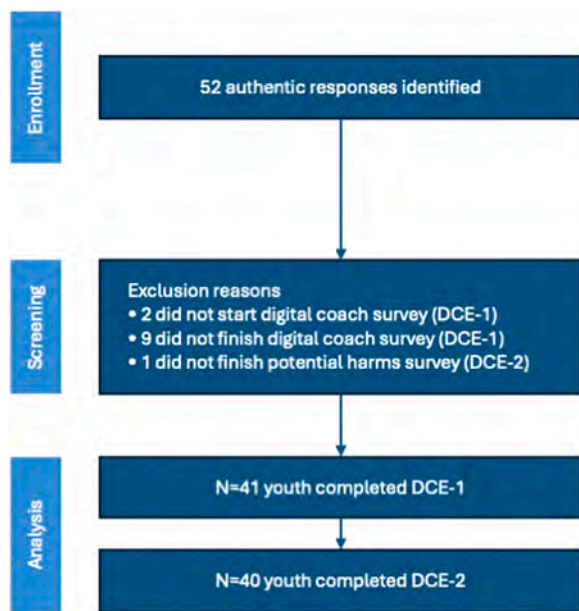 Enrollment
52 authentic responses identified
Screening
Exclusion reasons
• 2 did not start digital coach survey (DCE-1)
• 9 did not finish digital coach survey (DCE-1)
• 1 did not finish potential harms survey (DCE-2)
Analysis
N=41 youth completed DCE-1
N=40 youth completed DCE-2